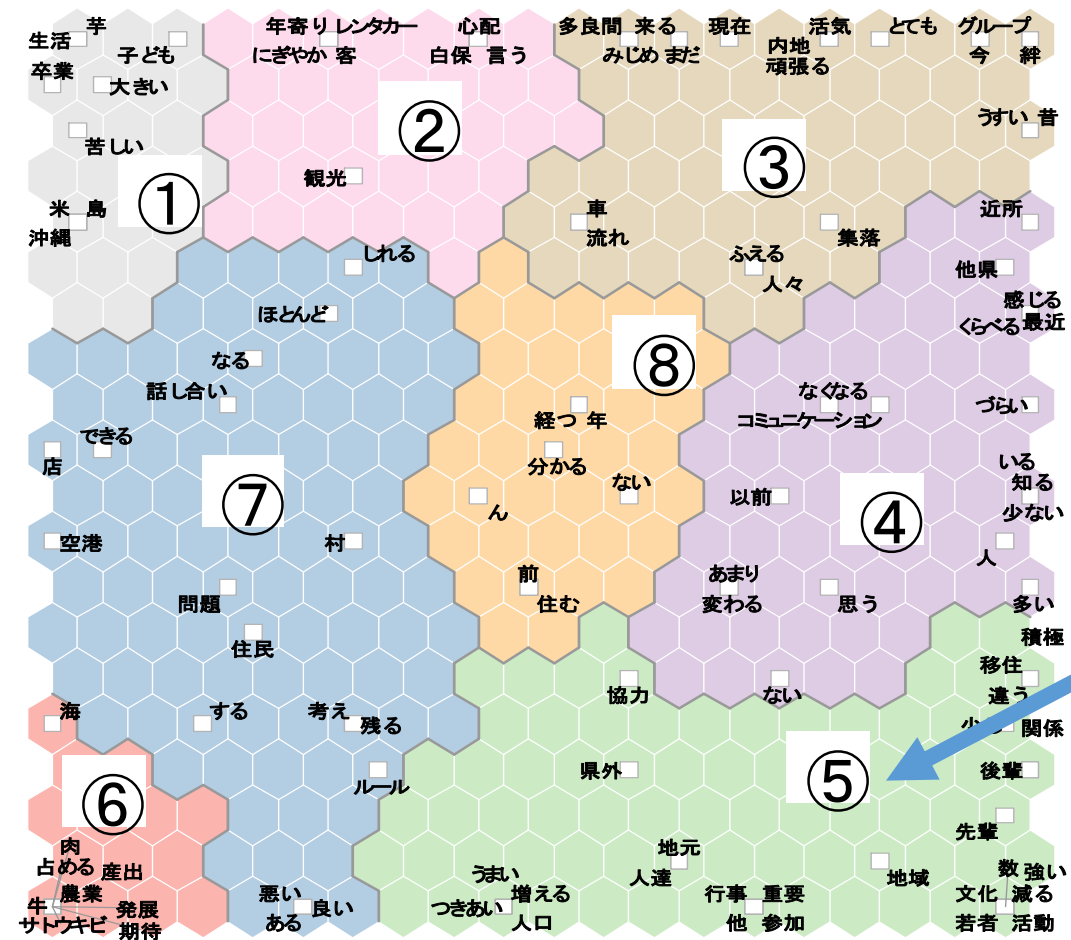 芋
生活
子ども
卒業
大きい
苦しい
①
米 島
沖縄
年寄り レンタカー
にぎやか 客
心配
白保 言う
②
観光
多良間 来る
みじめ まだ
現在
活気
内地
頑張る
とても
グループ
今 絆
うすい 昔
③
車
流れ
集落
ふえる
人々
近所
他県
感じる
くらべる 最近
なくなる
コミュニケーション
づらい
いる
知る
少ない
以前
④
人
あまり
変わる
思う
多い
ない
しれる
ほとんど
なる
話し合い
できる
店
⑦
空港
村
問題
住民
する
考え
残る
ルール
悪い
良い
ある
⑧
経つ 年
分かる
ない
ん
前
住む
海
⑥
肉
占める 産出
農業
牛
発展
サトウキビ
期待
積極
移住
違う
関係
協力
県外
⑤
後輩
先輩
地元
人達
地域
数 強い
うまい
増える
つきあい
人口
行事 重要
他 参加
文化 減る
若者 活動